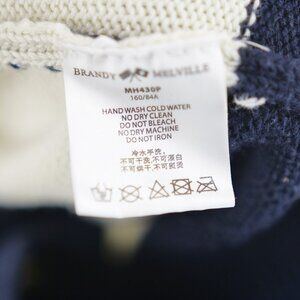 BRANDY MELVILLE
MH430P
160/84A
HAND WASH COLD WATER
NO DRY CLEAN
DO NOT BLEACH
NO DRY MACHINE
DO NOT IRON
冷水手洗,
不可干洗,不可漂白
不可烘干,不可熨烫